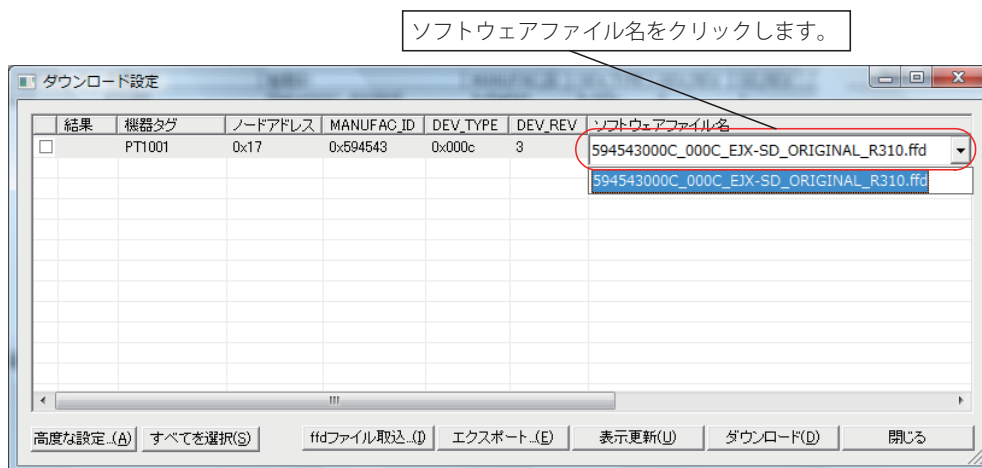 ソフトウェアファイル名をクリックします。
ダウンロード設定
結果 機器タグ ノードアドレス MANUFAC_ID DEV_TYPE DEV_REV ソフトウェアファイル名
PT1001 0x17 0x594543 0x000c 3 594543000C_000C_EJX-SD_ORIGINAL_R310.ffd
594543000C_000C_EJX-SD_ORIGINAL_R310.ffd
高度な設定...(A) すべてを選択(S) ffdファイル取込...(I) エクスポート...(E) 表示更新(U) ダウンロード(D) 閉じる